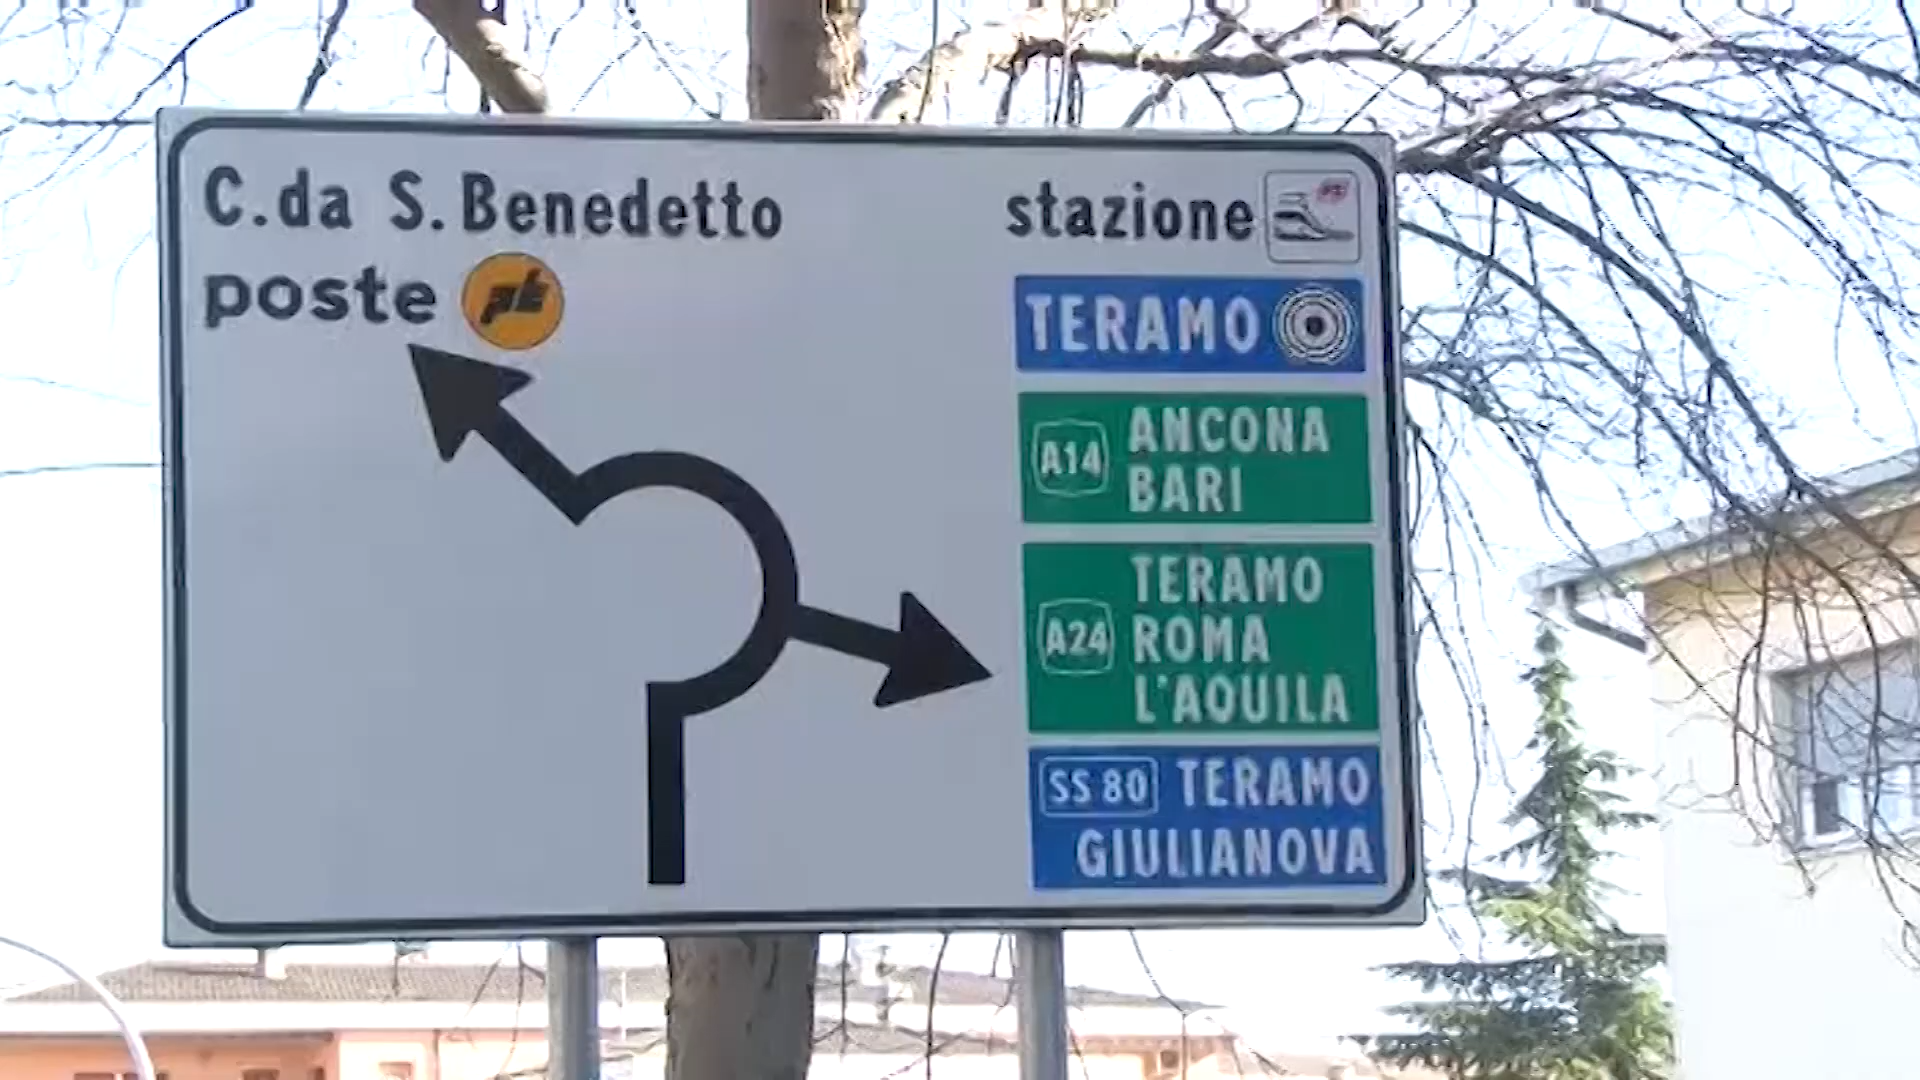 C.da S.Benedetto
poste
stazione
TERAMO
A14
ANCONA
BARI
A24
TERAMO
ROMA
L'AQUILA
SS 80 TERAMO
GIULIANOVA